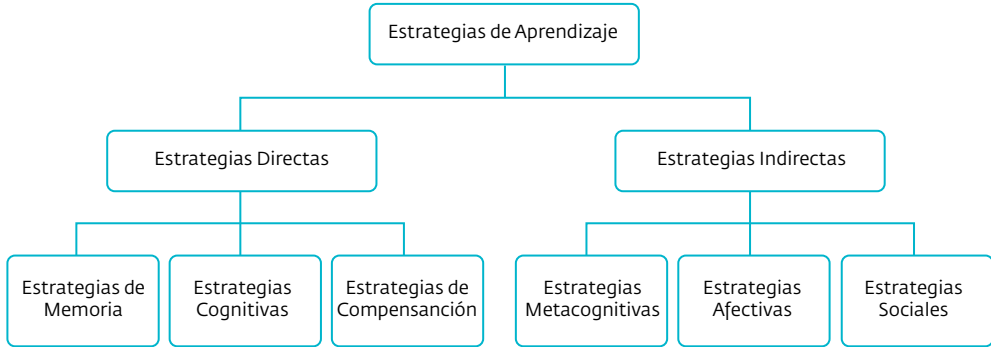 Estrategias de Aprendizaje
Estrategias Directas
Estrategias Indirectas
Estrategias de
Memoria
Estrategias
Cognitivas
Estrategias de
Compensanción
Estrategias
Metacognitivas
Estrategias
Afectivas
Estrategias
Sociales